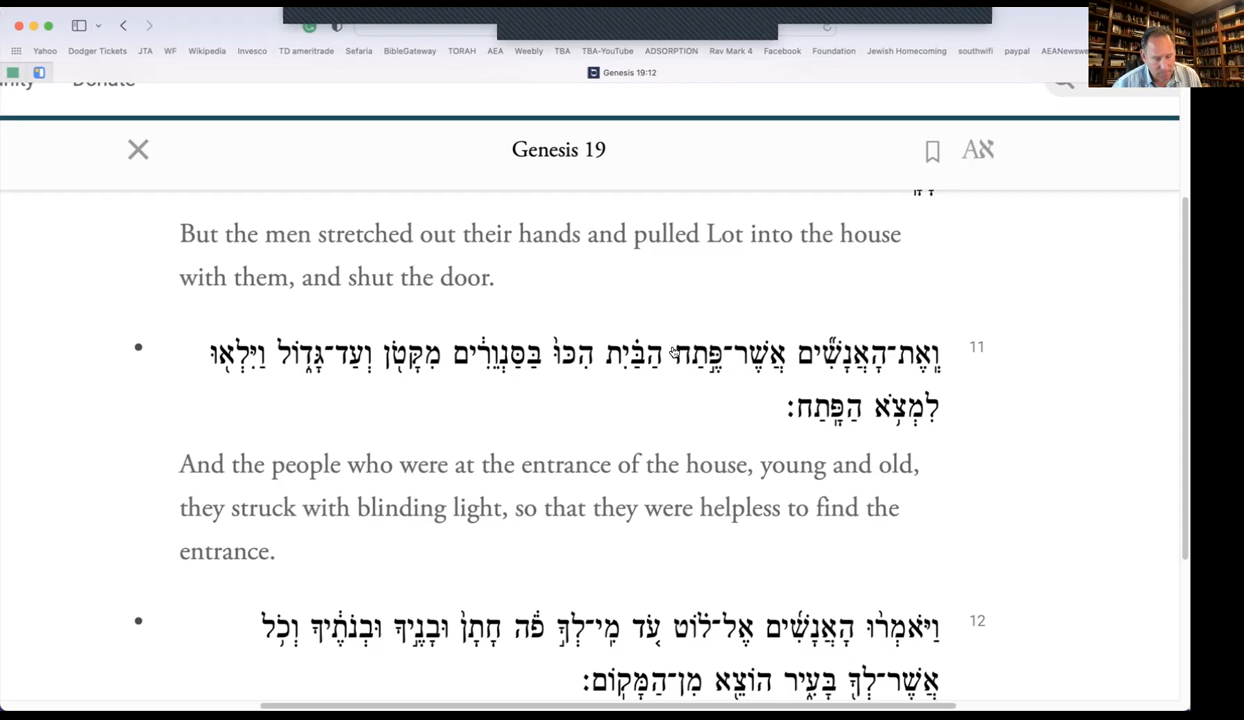 Yahoo Dodger Tickets JTA WF Wikipedia Invesco TD ameritrade Sefaria BibleGateway TORAH AEA Weebly TBA TBA-YouTube ADSORPTION Rav Mark 4 Facebook Foundation Jewish Homecoming southwifi paypal
Genesis 19:12
Donate
Genesis 19
Aא
But the men stretched out their hands and pulled Lot into the house
with them, and shut the door.
11
וְֽאֶת־הָאֲנָשִׁ֞ים אֲשֶׁר־פֶּ֣תַח הַבַּ֗יִת הִכּוּ֙ בַּסַּנְוֵרִ֔ים מִקָּטֹ֖ן וְעַד־גָּד֑וֹל וַיִּלְא֖וּ
לִמְצֹ֥א הַפָּֽתַח׃
And the people who were at the entrance of the house, young and old,
they struck with blinding light, so that they were helpless to find the
entrance.
12
וַיֹּאמְר֨וּ הָאֲנָשִׁ֜ים אֶל־ל֗וֹט עֹ֚ד מִֽי־לְךָ֣ פֹ֔ה חָתָן֙ וּבָנֶ֣יךָ וּבְנֹתֶ֔יךָ וְכֹ֥ל
אֲשֶׁר־לְךָ֖ בָּעִ֑יר הוֹצֵ֖א מִן־הַמָּקֽוֹם׃